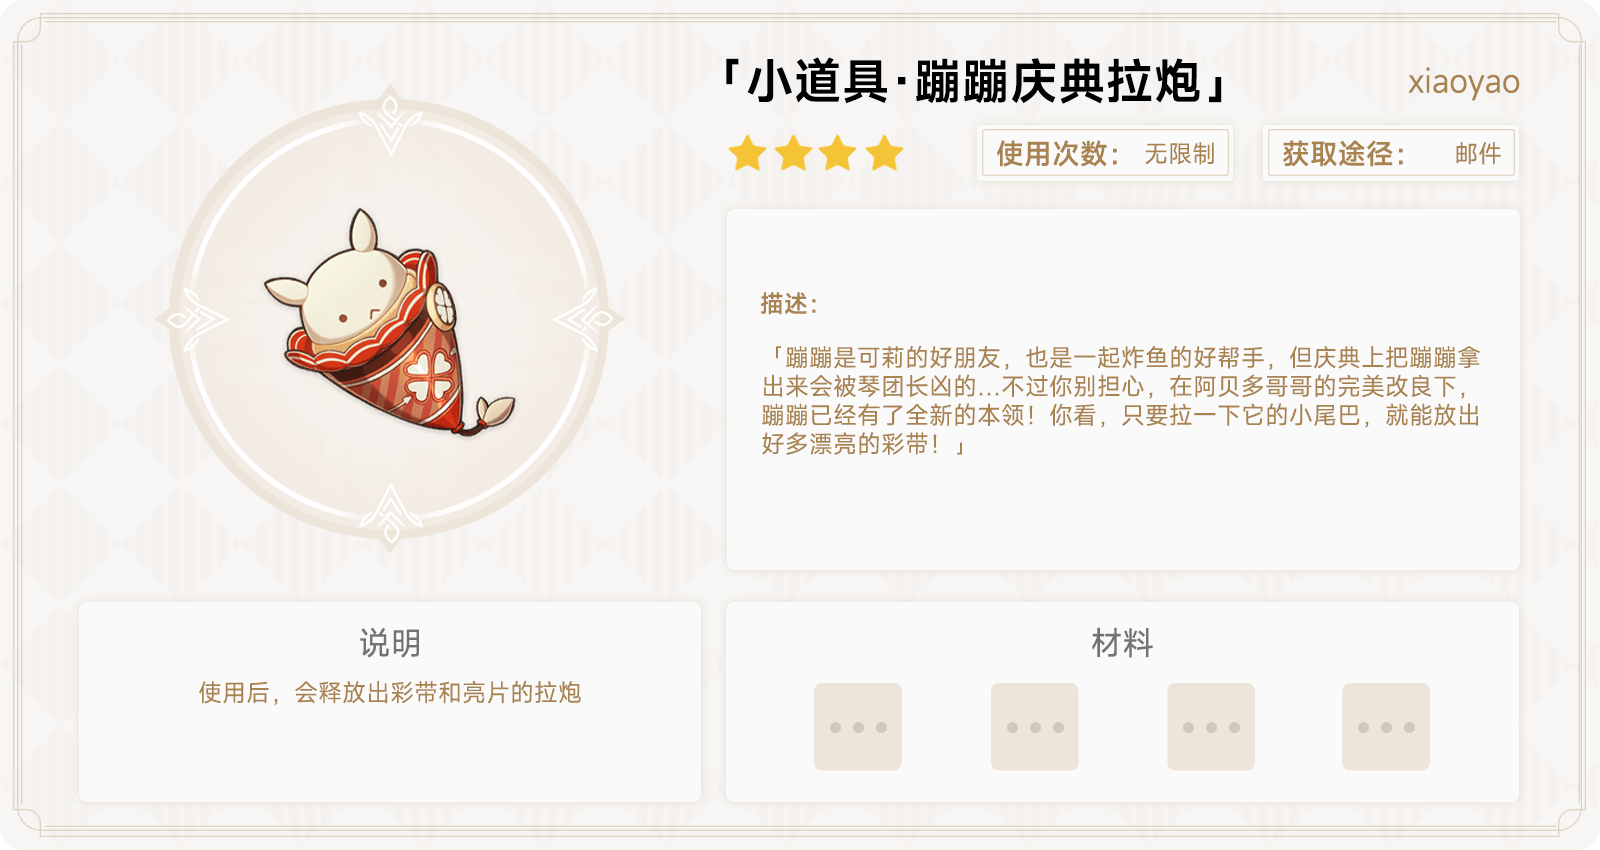 「小道具·蹦蹦庆典拉炮」
xiaoyao
使用次数： 无限制
获取途径： 邮件
描述：
「蹦蹦是可莉的好朋友，也是一起炸鱼的好帮手，但庆典上把蹦蹦拿
出来会被琴团长凶的...不过你别担心，在阿贝多哥哥的完美改良下，
蹦蹦已经有了全新的本领！你看，只要拉一下它的小尾巴，就能放出
好多漂亮的彩带！」
说明
使用后，会释放出彩带和亮片的拉炮
材料